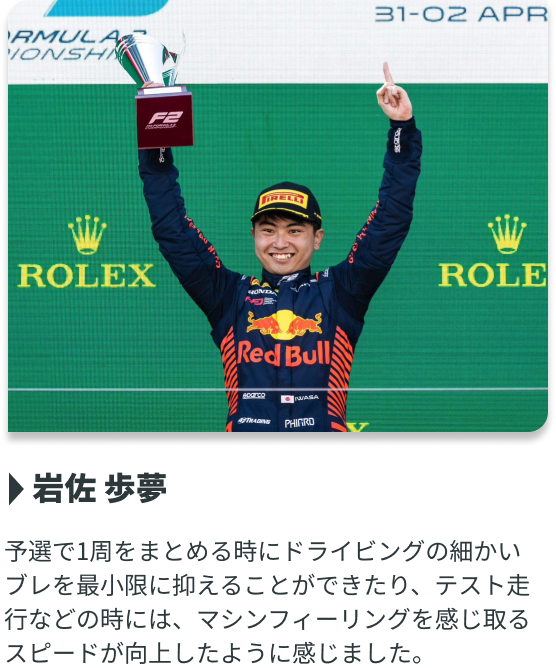 31-02 APR
ORMULA 2
PIONSHIP
F2
PIRELLI
ROLEX
ROLE
HONDA
Red Bull
sparco
IWASA
PHIARO
X
岩佐 歩夢
予選で1周をまとめる時にドライビングの細かい
ブレを最小限に抑えることができたり、テスト走
行などの時には、マシンフィーリングを感じ取る
スピードが向上したように感じました。